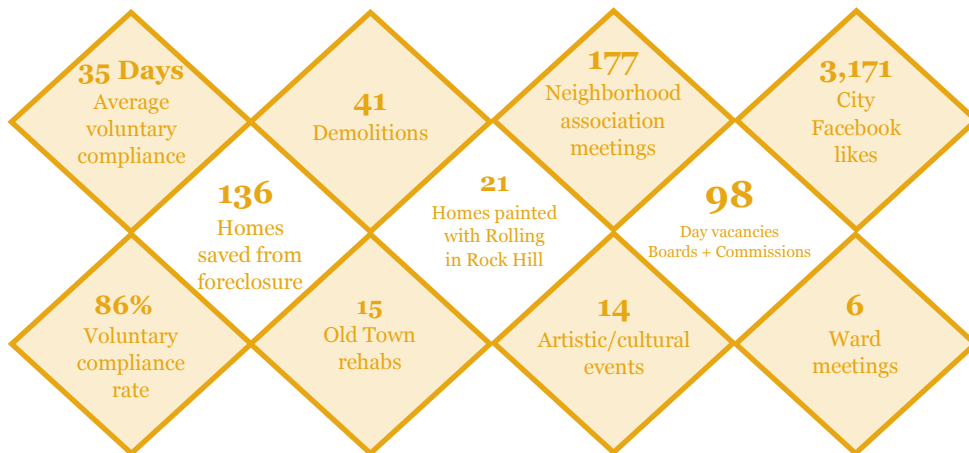 35 Days
Average
voluntary
compliance
41
Demolitions
177
Neighborhood
association
meetings
3,171
City
Facebook
likes
136
Homes
saved from
foreclosure
21
Homes painted
with Rolling
in Rock Hill
98
Day vacancies
Boards + Commissions
86%
Voluntary
compliance
rate
15
Old Town
rehabs
14
Artistic/cultural
events
6
Ward
meetings